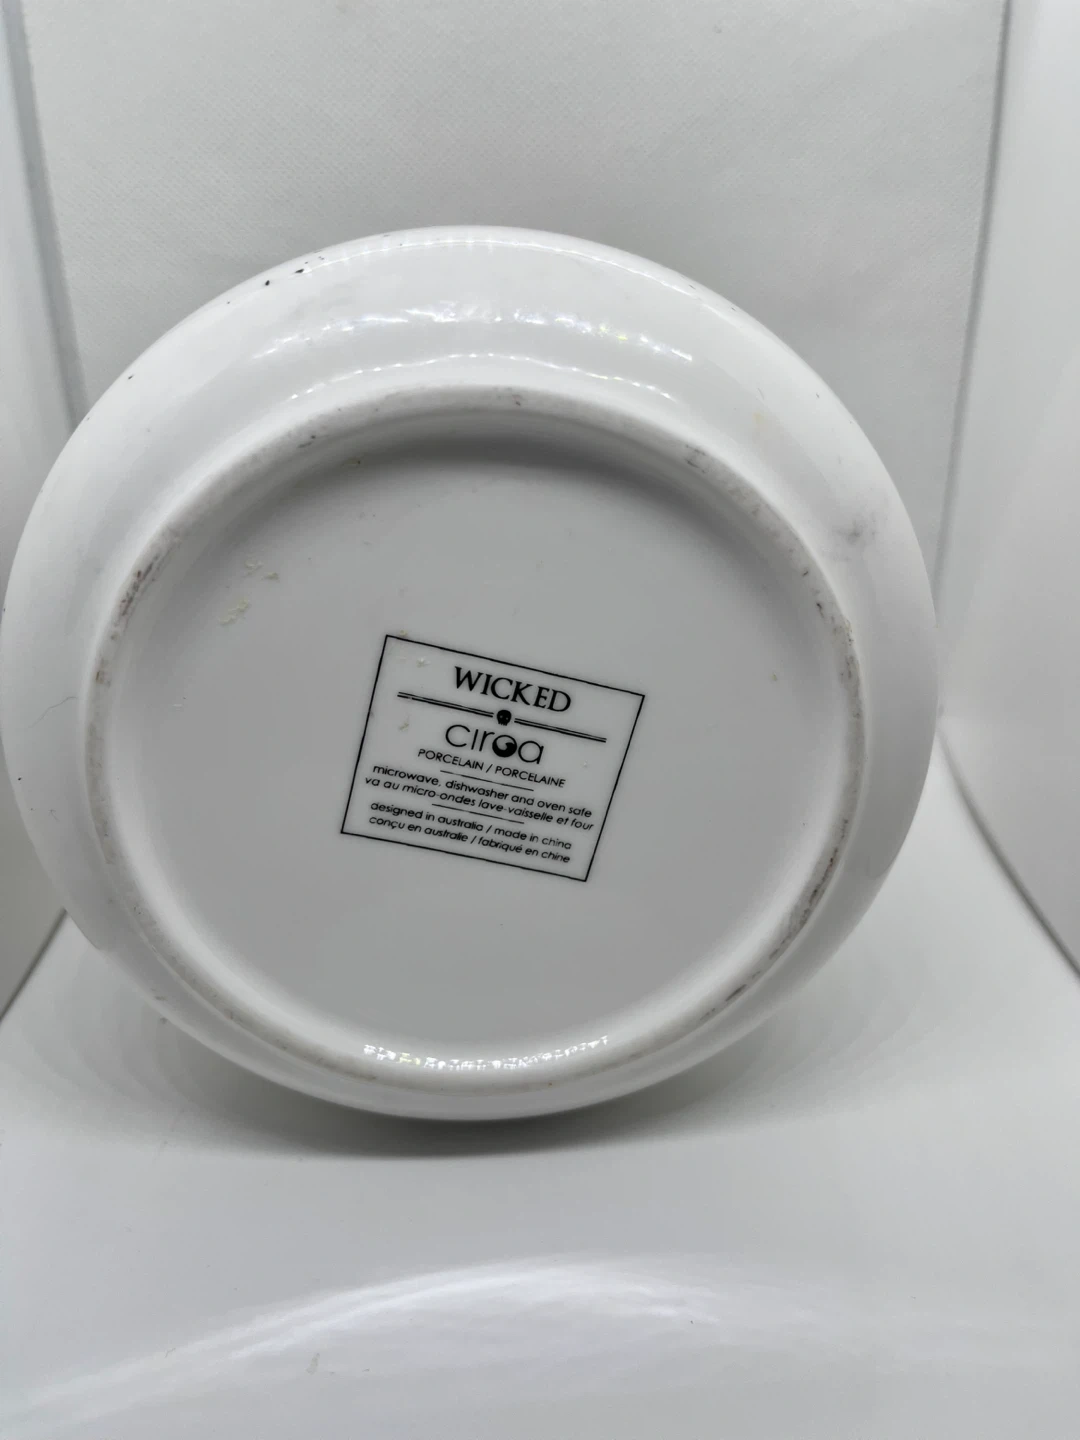 WICKED
ciroa
PORCELAIN / PORCELAINE
microwave, dishwasher and oven safe
va au micro-ondes lave-vaisselle et four
designed in australia / made in china
conçu en australie / fabriqué en chine